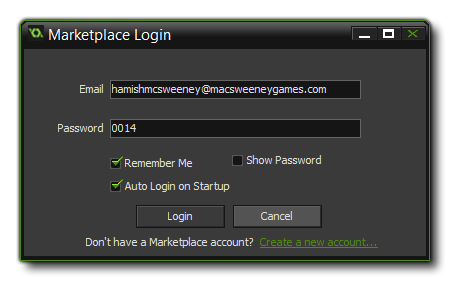 Marketplace Login
Email hamishmcsweeney@macsweeneygames.com
Password 0014
Remember Me Show Password
Auto Login on Startup
Login Cancel
Don't have a Marketplace account? Create a new account...